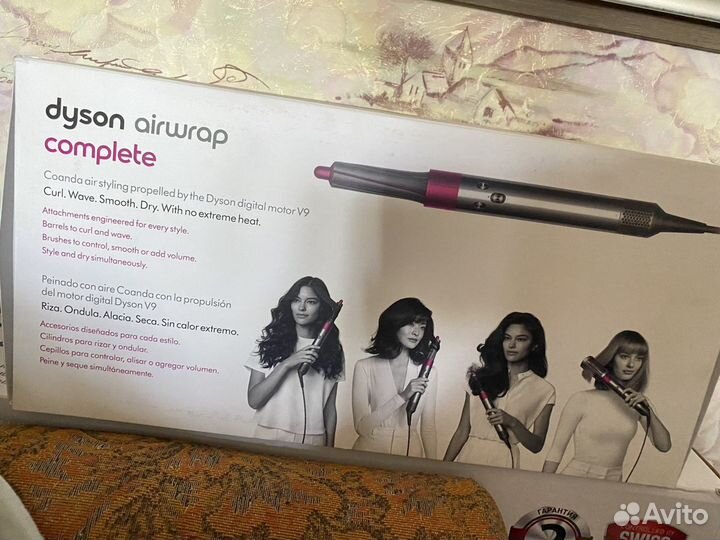 dyson airwrap
complete
Coanda air styling propelled by the Dyson digital motor V9
Curl. Wave. Smooth. Dry. With no extreme heat.
Attachments engineered for every style.
Barrels to curl and wave.
Brushes to control, smooth or add volume.
Style and dry simultaneously.
Peinado con aire Coanda con la propulsión
del motor digital Dyson V9
Riza. Ondula. Alacia. Seca. Sin calor extremo.
Accesorios diseñados para cada estilo.
Cilindros para rizar y ondular.
Cepillos para controlar, alisar o agregar volumen.
Peine y seque simultáneamente.
ГАРАНТИЯ
CONTROLLED BY
SWISS
Avito